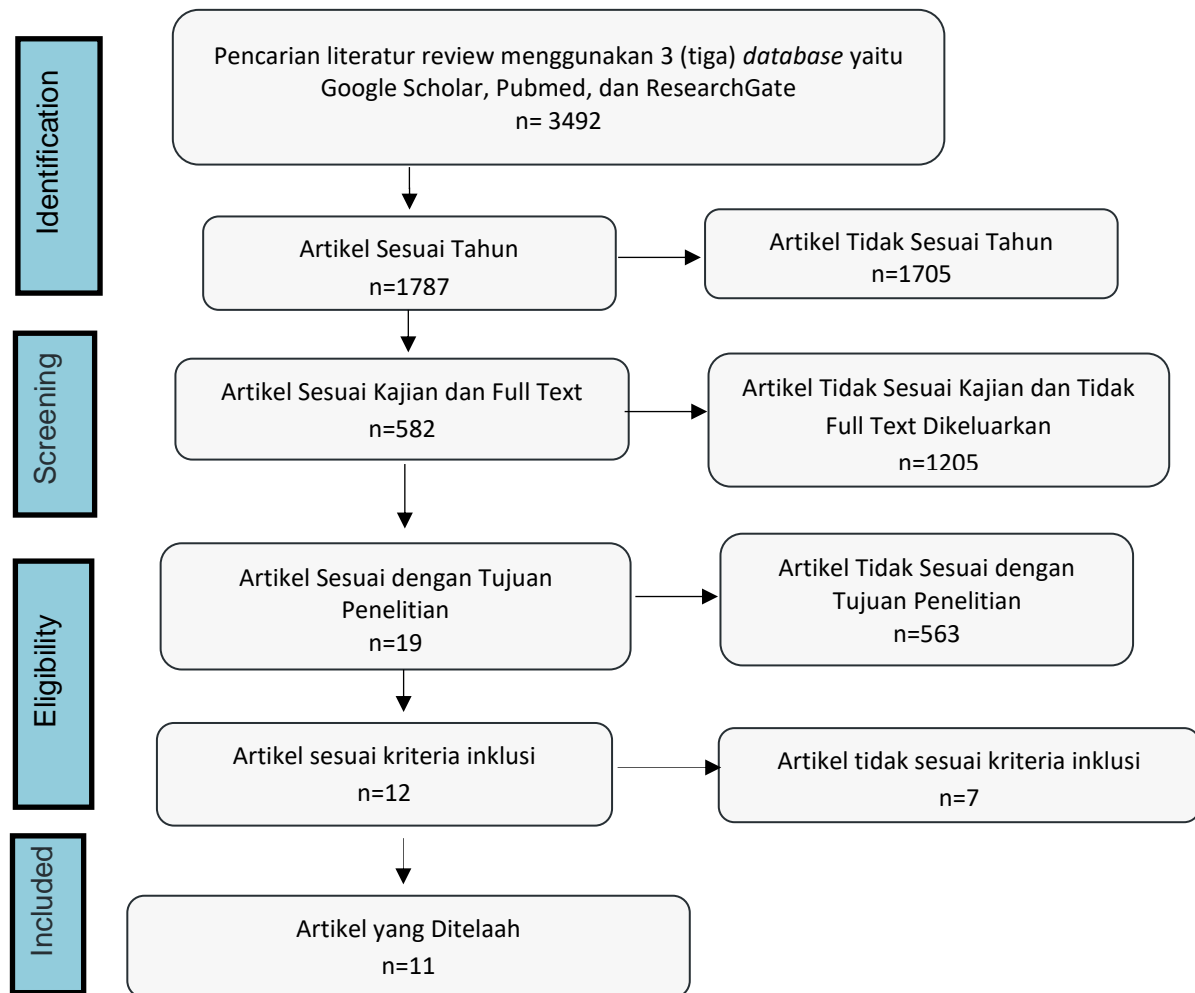 Identification
Pencarian literatur review menggunakan 3 (tiga) database yaitu
Google Scholar, Pubmed, dan ResearchGate
n= 3492
Artikel Sesuai Tahun
n=1787
Artikel Tidak Sesuai Tahun
n=1705
Screening
Artikel Sesuai Kajian dan Full Text
n=582
Artikel Tidak Sesuai Kajian dan Tidak
Full Text Dikeluarkan
n=1205
Eligibility
Artikel Sesuai dengan Tujuan
Penelitian
n=19
Artikel Tidak Sesuai dengan
Tujuan Penelitian
n=563
Artikel sesuai kriteria inklusi
n=12
Artikel tidak sesuai kriteria inklusi
n=7
Included
Artikel yang Ditelaah
n=11